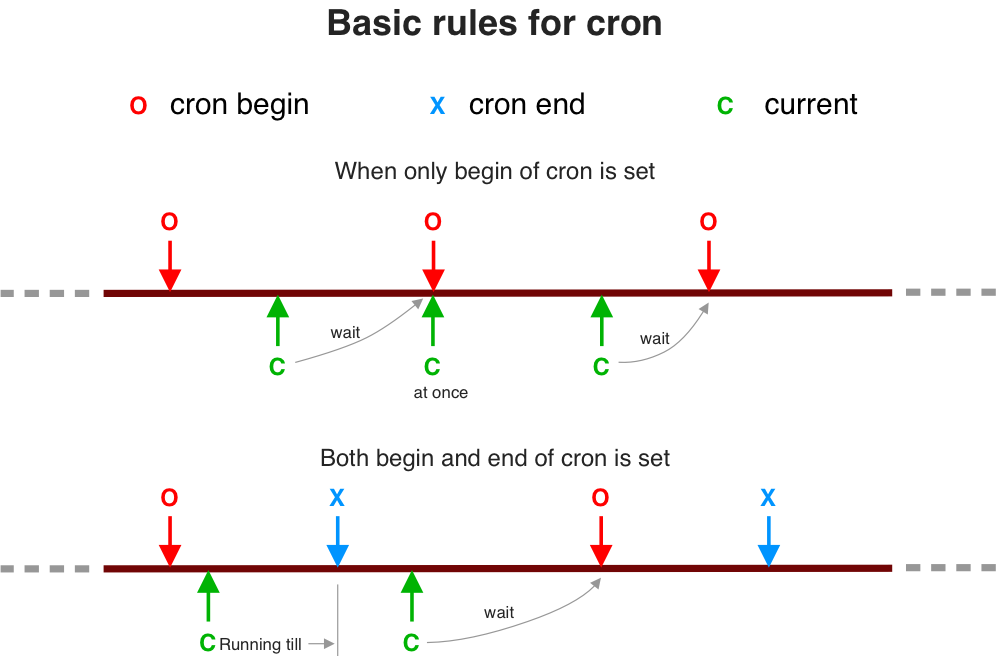 Basic rules for cron
O cron begin X cron end C current
When only begin of cron is set
O O O
wait wait
C C C
at once
Both begin and end of cron is set
O X O X
wait
C Running till C